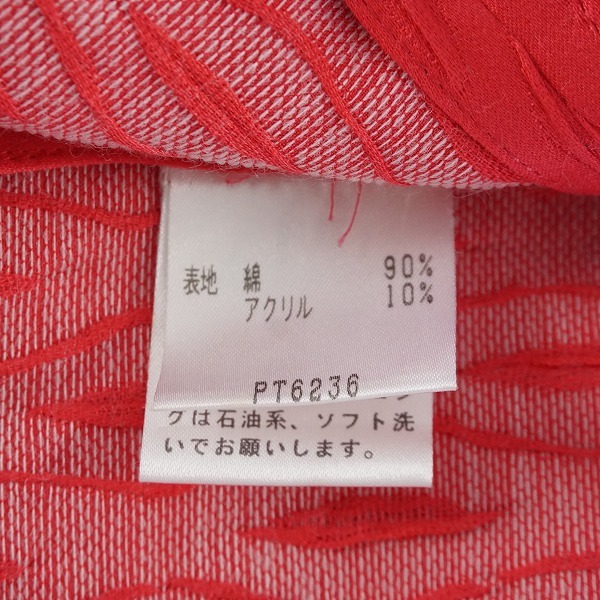 表地 綿 90%
アクリル 10%
PT6236
グは石油系、ソフト洗
いでお願いします。